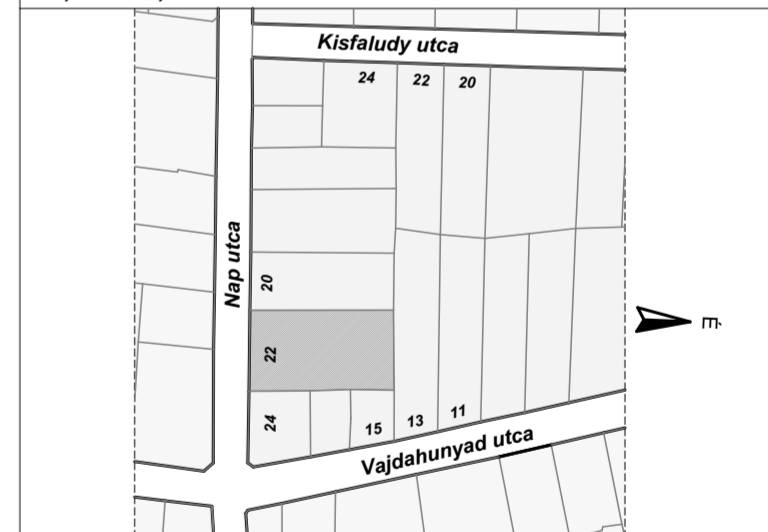 Kisfaludy utca
24 22 20
Nap utca
20
22
24
15 13 11
Vajdahunyad utca
É